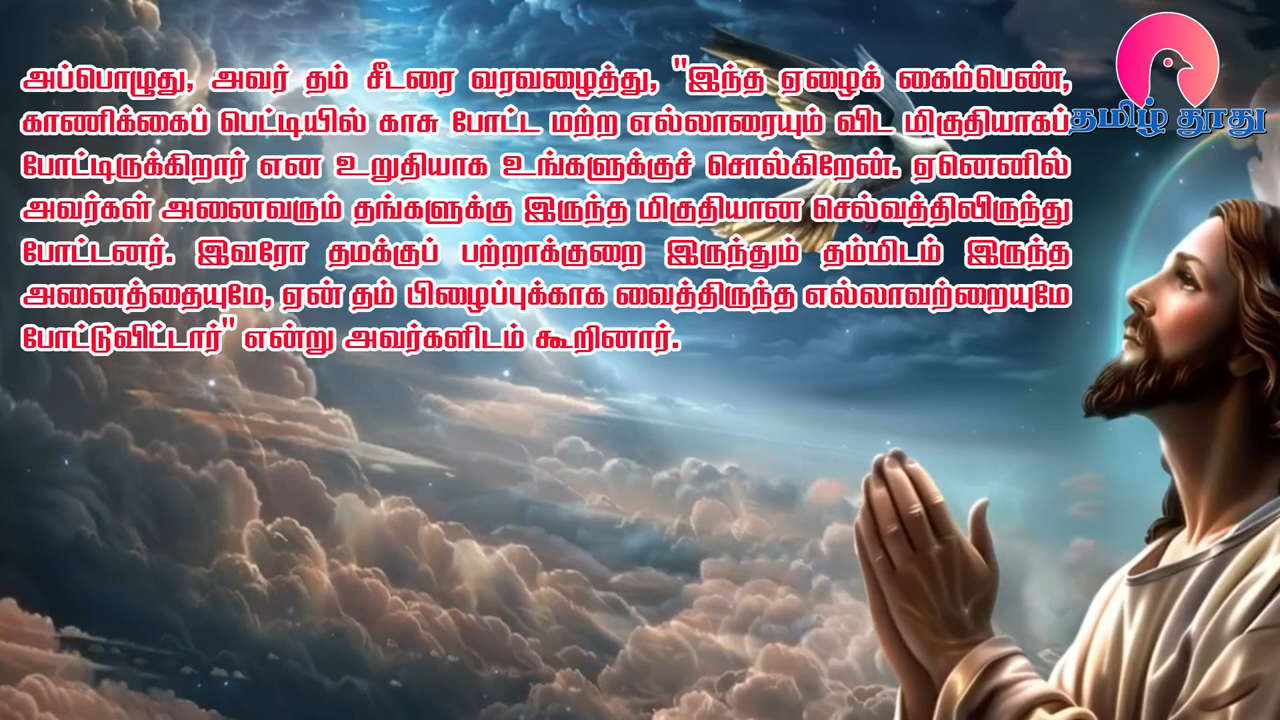 அப்பொழுது, அவர் தம் சீடரை வரவழைத்து, "இந்த ஏழைக் கைம்பெண்,
காணிக்கைப் பெட்டியில் காசு போட்ட மற்ற எல்லாரையும் விட மிகுதியாகப்
போட்டிருக்கிறார் என உறுதியாக உங்களுக்குச் சொல்கிறேன். ஏனெனில்
அவர்கள் அனைவரும் தங்களுக்கு இருந்த மிகுதியான செல்வத்திலிருந்து
போட்டனர். இவரோ தமக்குப் பற்றாக்குறை இருந்தும் தம்மிடம் இருந்த
அனைத்தையுமே, ஏன் தம் பிழைப்புக்காக வைத்திருந்த எல்லாவற்றையுமே
போட்டுவிட்டார்" என்று அவர்களிடம் கூறினார்.
தமிழ் தூது